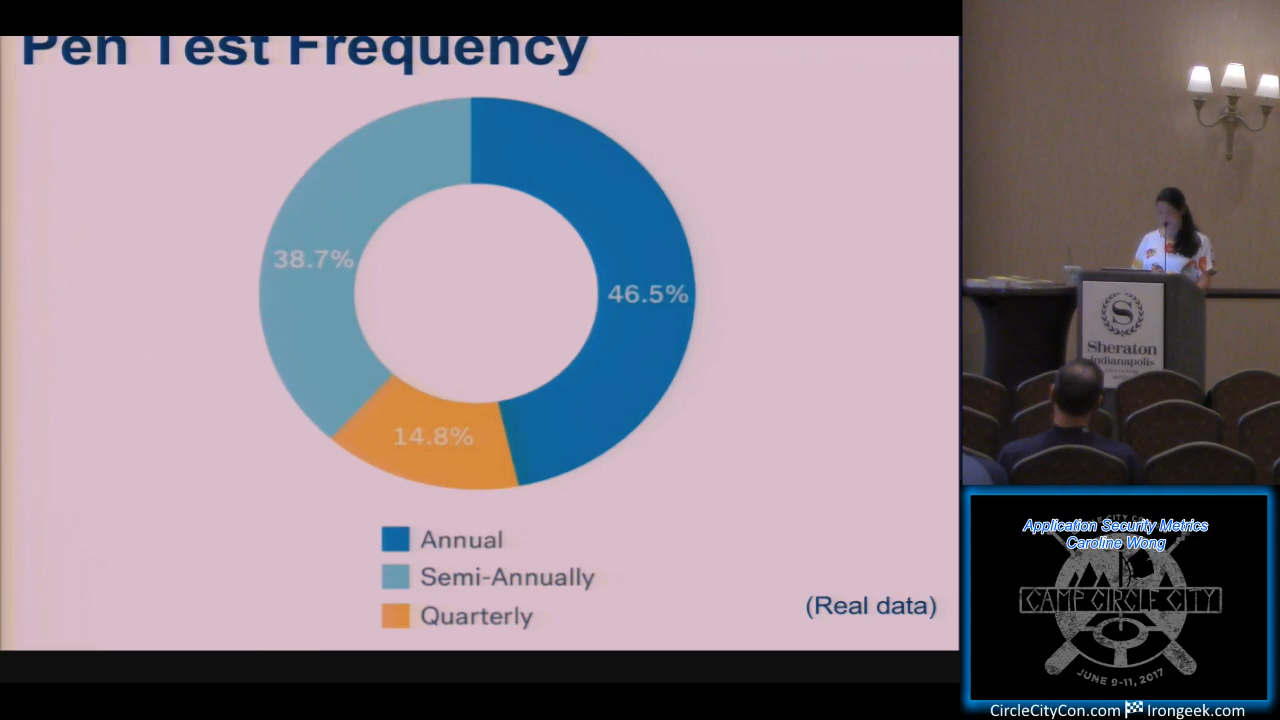 Pen Test Frequency
38.7%
46.5%
14.8%
Annual
Semi-Annually
Quarterly
(Real data)
S
Sheraton
Indianapolis
Application Security Metrics
Caroline Wong
CAMP CIRCLE CITY
JUNE 9-11, 2017
CircleCityCon.com Irongeek.com